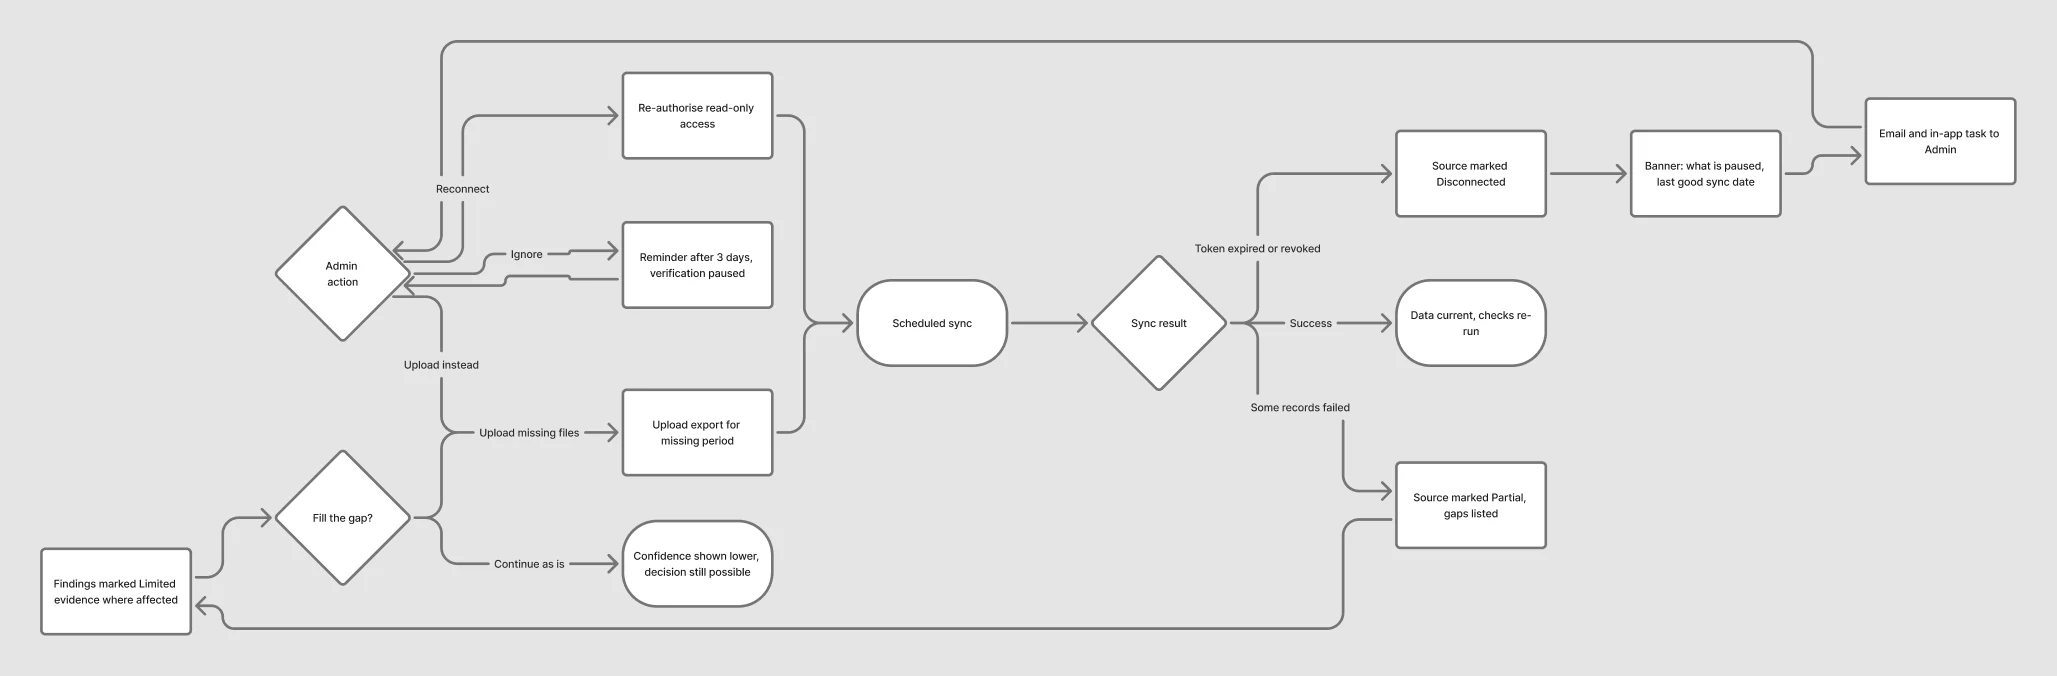 Re-authorise read-only
access
Email and in-app task to
Admin
Source marked
Disconnected
Banner: what is paused,
last good sync date
Reconnect
Ignore
Reminder after 3 days,
verification paused
Admin
action
Token expired or revoked
Scheduled sync
Sync result
Success
Data current, checks re-
run
Upload instead
Some records failed
Upload missing files
Upload export for
missing period
Fill the gap?
Source marked Partial,
gaps listed
Continue as is
Confidence shown lower,
decision still possible
Findings marked Limited
evidence where affected